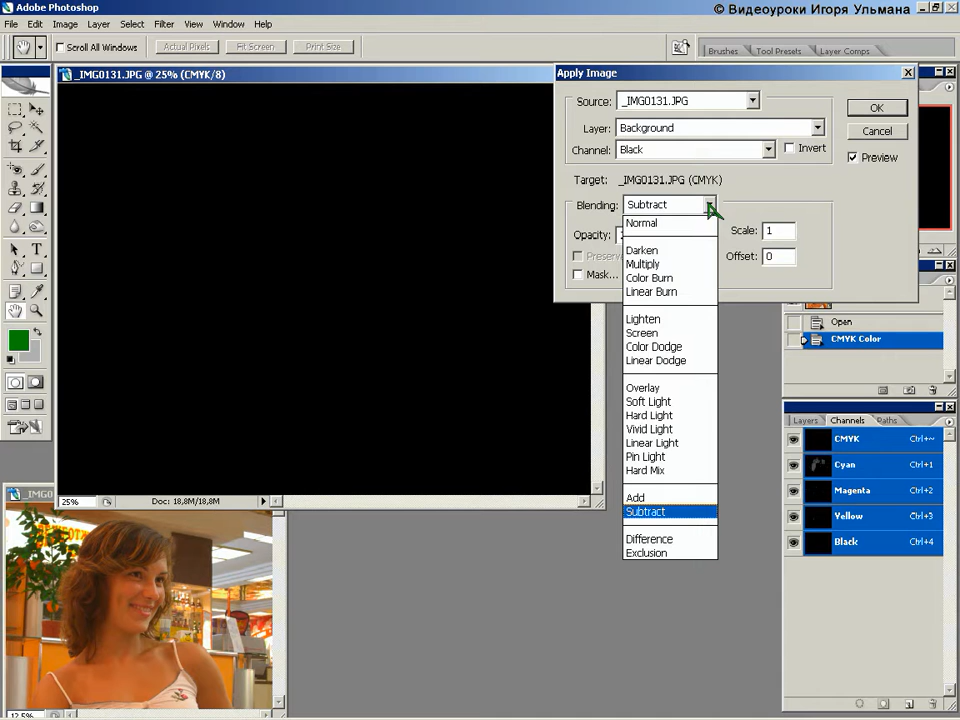 Adobe Photoshop
© Видеоуроки Игоря Ульмана
File Edit Image Layer Select Filter View Window Help
Scroll All Windows
Actual Pixels
Fit Screen
Print Size
Brushes
Tool Presets
Layer Comps
_IMG0131.JPG @ 25% (CMYK/8)
Apply Image
Source: _IMG0131.JPG
OK
Layer: Background
Cancel
Channel: Black
Invert
Preview
Target: _IMG0131.JPG (CMYK)
Blending: Subtract
Normal
Opacity:
Scale: 1
Darken
Offset: 0
Multiply
Mask...
Color Burn
Linear Burn
Lighten
Screen
Color Dodge
Linear Dodge
Overlay
Soft Light
Hard Light
Vivid Light
Linear Light
Pin Light
Hard Mix
Add
Subtract
Difference
Exclusion
Open
CMYK Color
Layers Channels Paths
CMYK Ctrl+~
Cyan Ctrl+1
Magenta Ctrl+2
Yellow Ctrl+3
Black Ctrl+4
25%
Doc: 18,8M/18,8M
_IMG0
12,5%